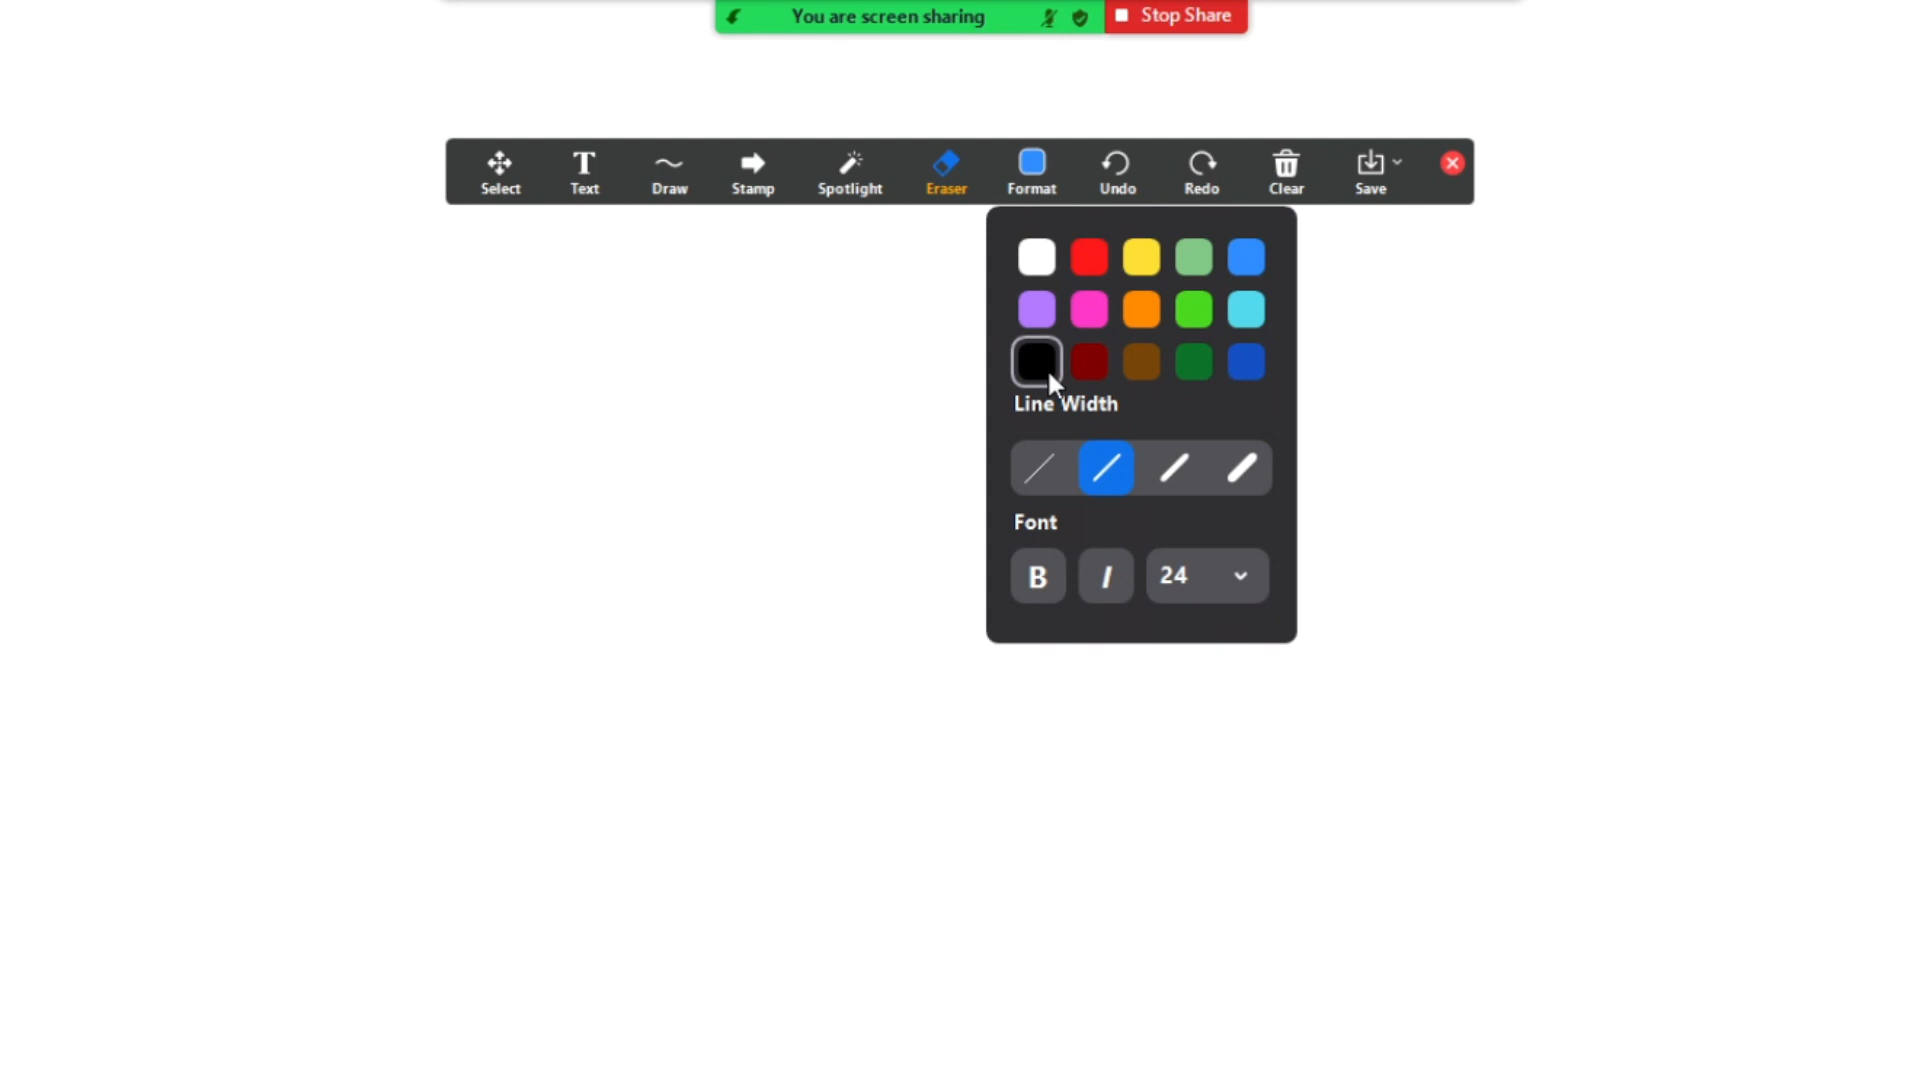 You are screen sharing Stop Share
Select Text Draw Stamp Spotlight Eraser Format Undo Redo Clear Save
Line Width
Font
B I 24